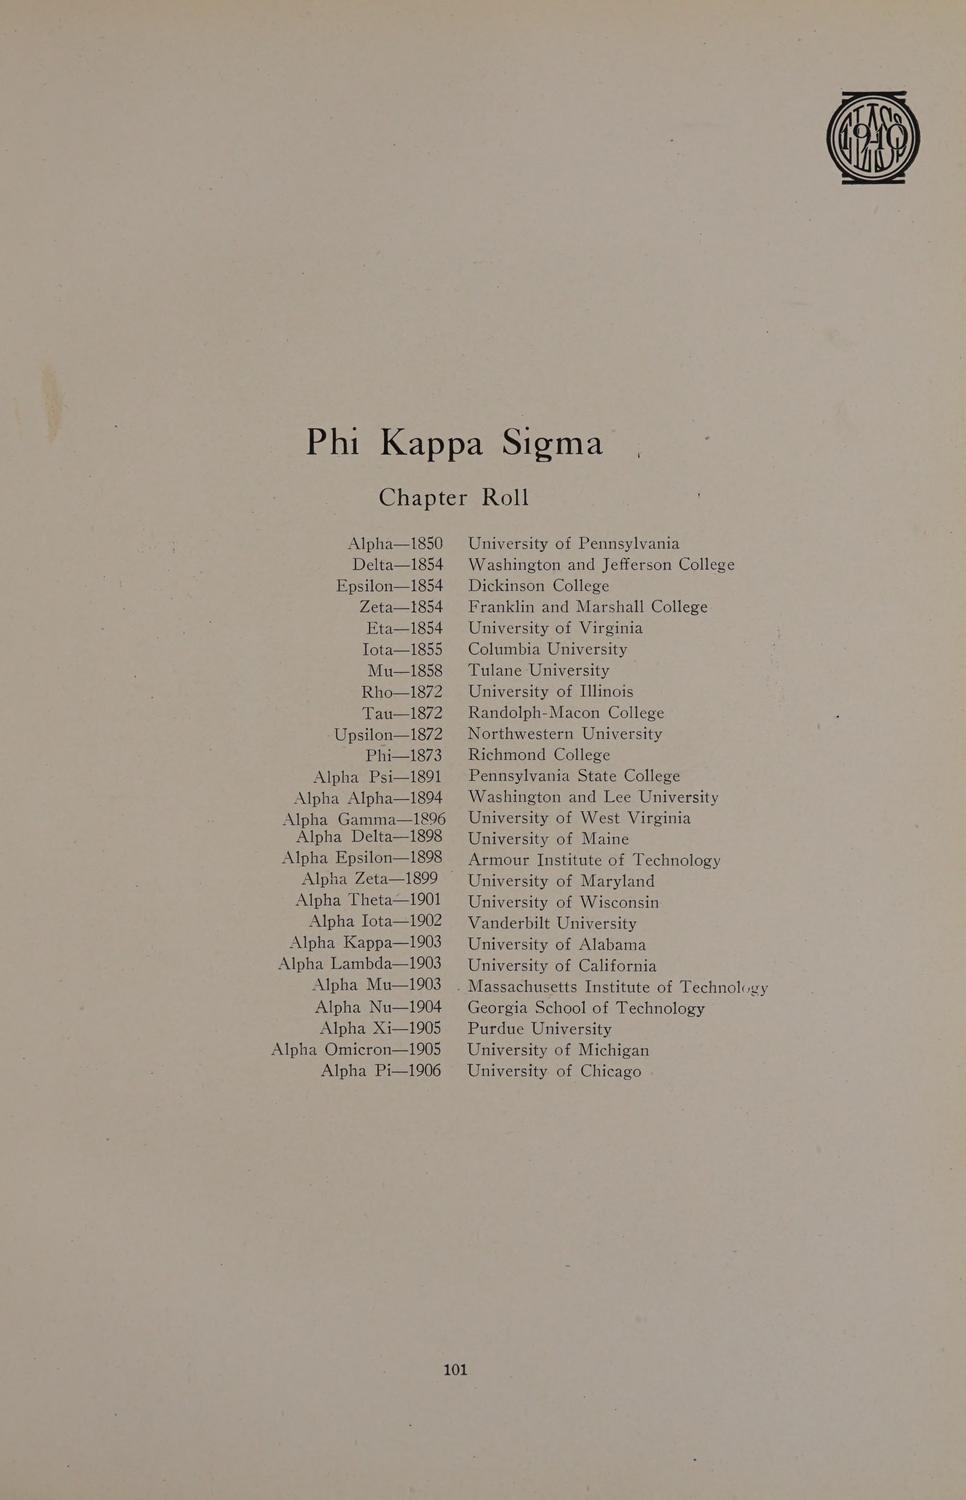 CLASS
1910
Phi Kappa Sigma
Chapter Roll
Alpha—1850 University of Pennsylvania
Delta—1854 Washington and Jefferson College
Epsilon—1854 Dickinson College
Zeta—1854 Franklin and Marshall College
Eta—1854 University of Virginia
Iota—1855 Columbia University
Mu—1858 Tulane University
Rho—1872 University of Illinois
Tau—1872 Randolph-Macon College
Upsilon—1872 Northwestern University
Phi—1873 Richmond College
Alpha Psi—1891 Pennsylvania State College
Alpha Alpha—1894 Washington and Lee University
Alpha Gamma—1896 University of West Virginia
Alpha Delta—1898 University of Maine
Alpha Epsilon—1898 Armour Institute of Technology
Alpha Zeta—1899 University of Maryland
Alpha Theta—1901 University of Wisconsin
Alpha Iota—1902 Vanderbilt University
Alpha Kappa—1903 University of Alabama
Alpha Lambda—1903 University of California
Alpha Mu—1903 Massachusetts Institute of Technology
Alpha Nu—1904 Georgia School of Technology
Alpha Xi—1905 Purdue University
Alpha Omicron—1905 University of Michigan
Alpha Pi—1906 University of Chicago
101